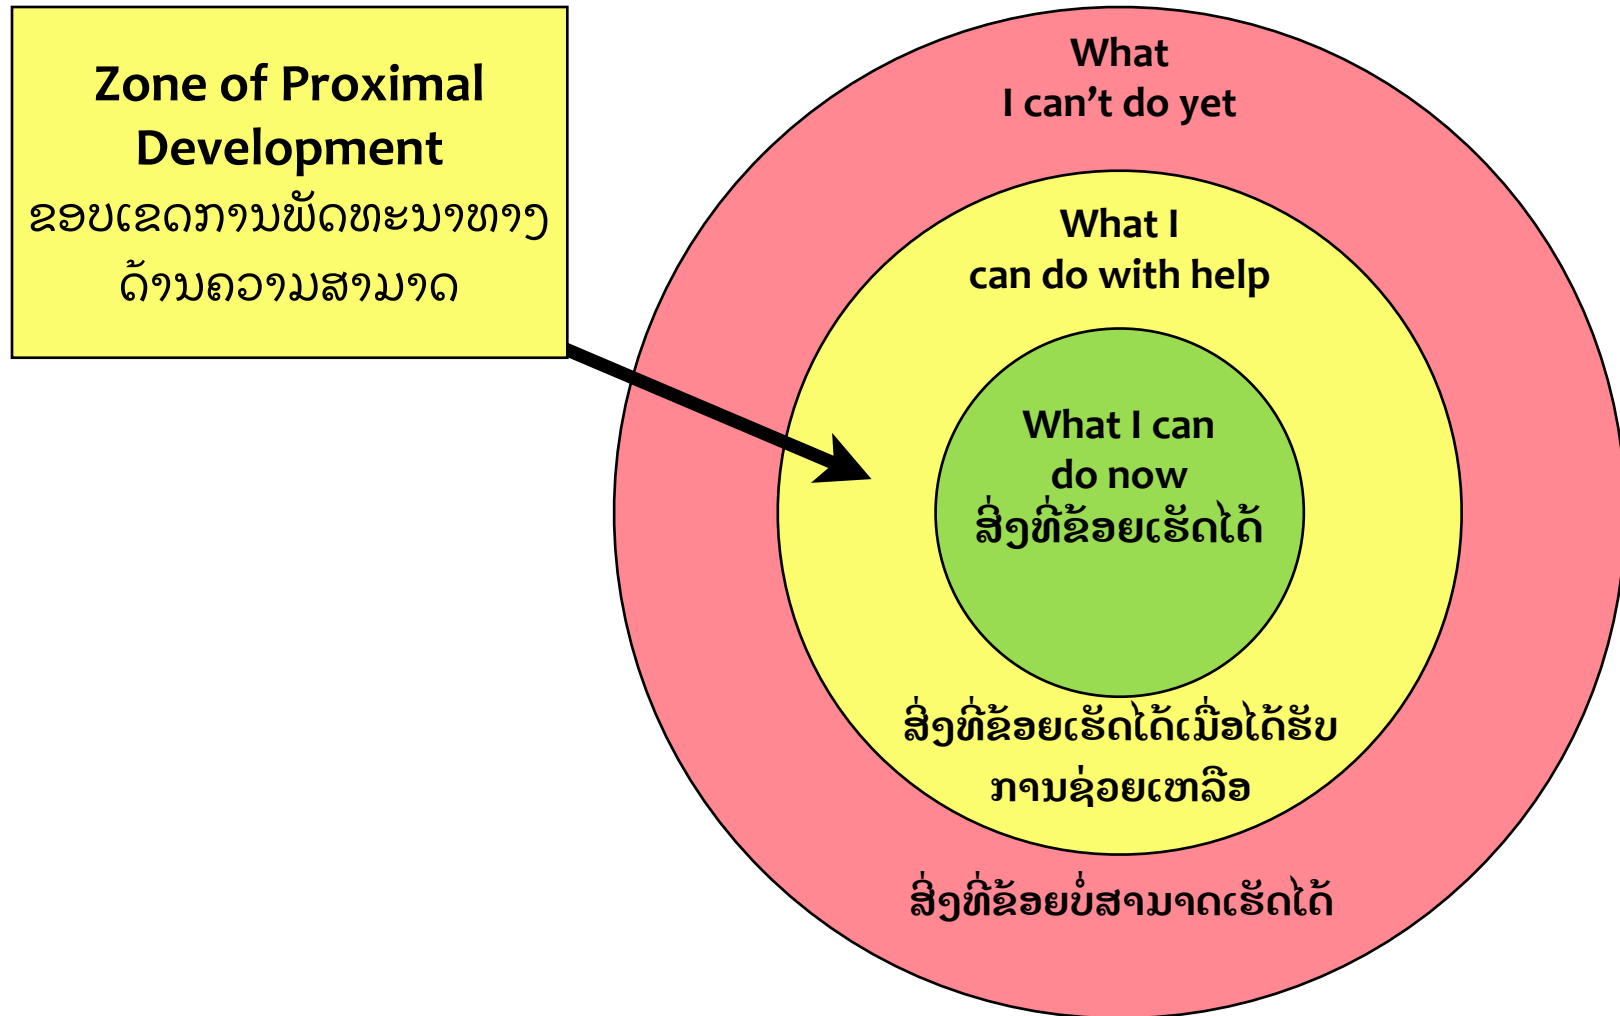 Zone of Proximal
Development
ຂອບເຂດການພັດທະນາທາງ
ດ້ານຄວາມສາມາດ
What
I can’t do yet
What I
can do with help
What I can
do now
ສິ່ງທີ່ຂ້ອຍເຮັດໄດ້
ສິ່ງທີ່ຂ້ອຍເຮັດໄດ້ເມື່ອໄດ້ຮັບ
ການຊ່ວຍເຫລືອ
ສິ່ງທີ່ຂ້ອຍບໍ່ສາມາດເຮັດໄດ້